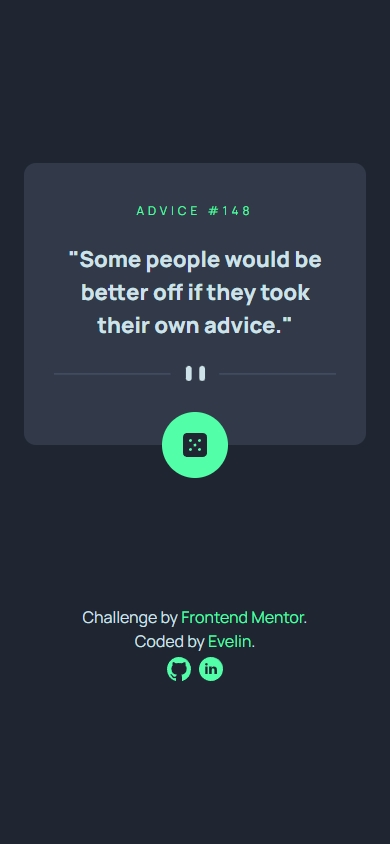 ADVICE #148
"Some people would be
better off if they took
their own advice."
Challenge by Frontend Mentor.
Coded by Evelin.
in